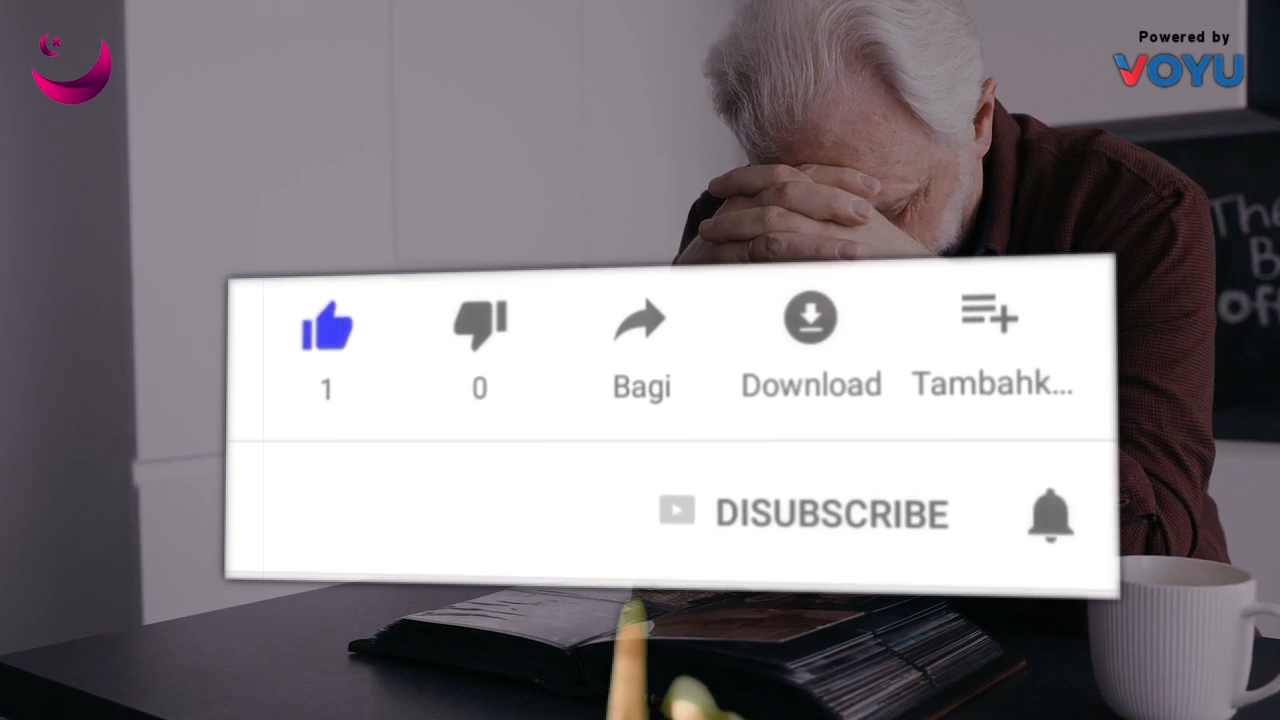 Powered by
VOYU
1
0
Bagi
Download
Tambahk...
DISUBSCRIBE